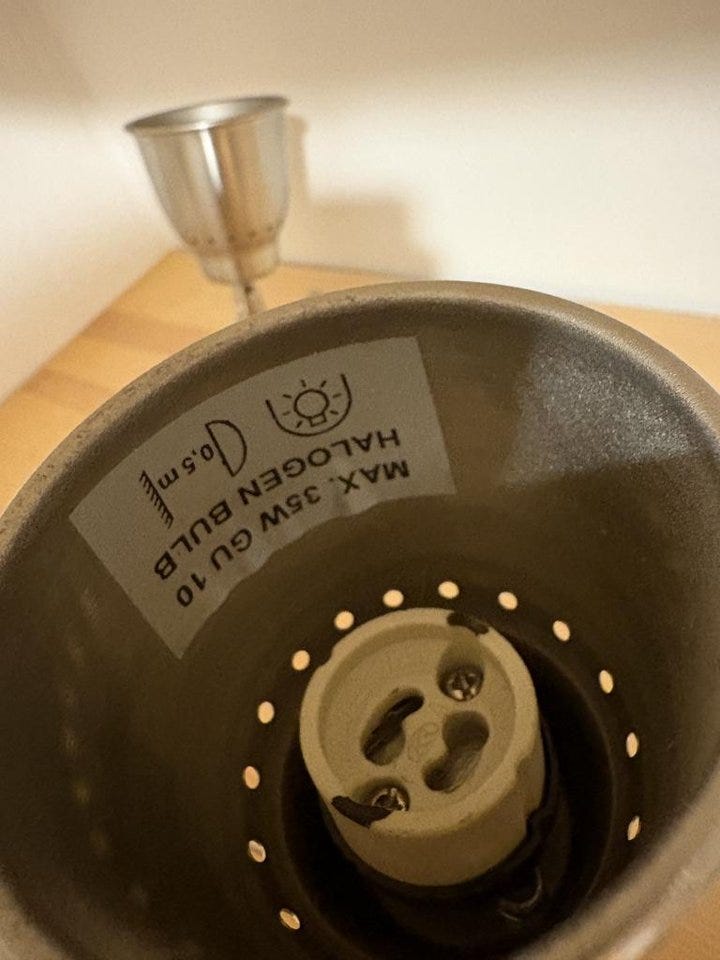 MAX. 35W GU 10
HALOGEN BULB
0,5 m